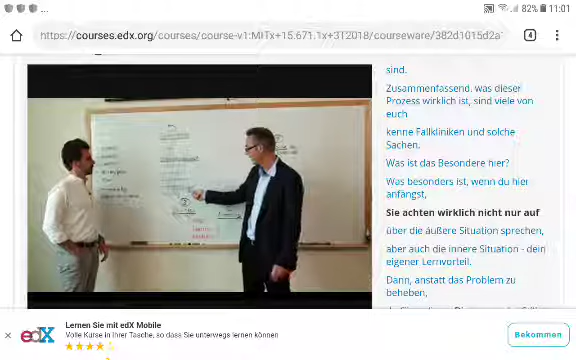 82% 11:01
https://courses.edx.org/courses/course-v1:MITx+15.671.1x+3T2018/courseware/382d1015d2a
4
sind.
Zusammenfassend, was dieser
Prozess wirklich ist, sind viele von
euch
kenne Fallkliniken und solche
Sachen.
Was ist das Besondere hier?
Was besonders ist, wenn du hier
anfängst,
Sie achten wirklich nicht nur auf
über die äußere Situation sprechen,
aber auch die innere Situation - dein
eigener Lernvorteil.
Dann, anstatt das Problem zu
beheben,
edX
Lernen Sie mit edX Mobile
Volle Kurse in Ihrer Tasche, so dass Sie unterwegs lernen können
Bekommen